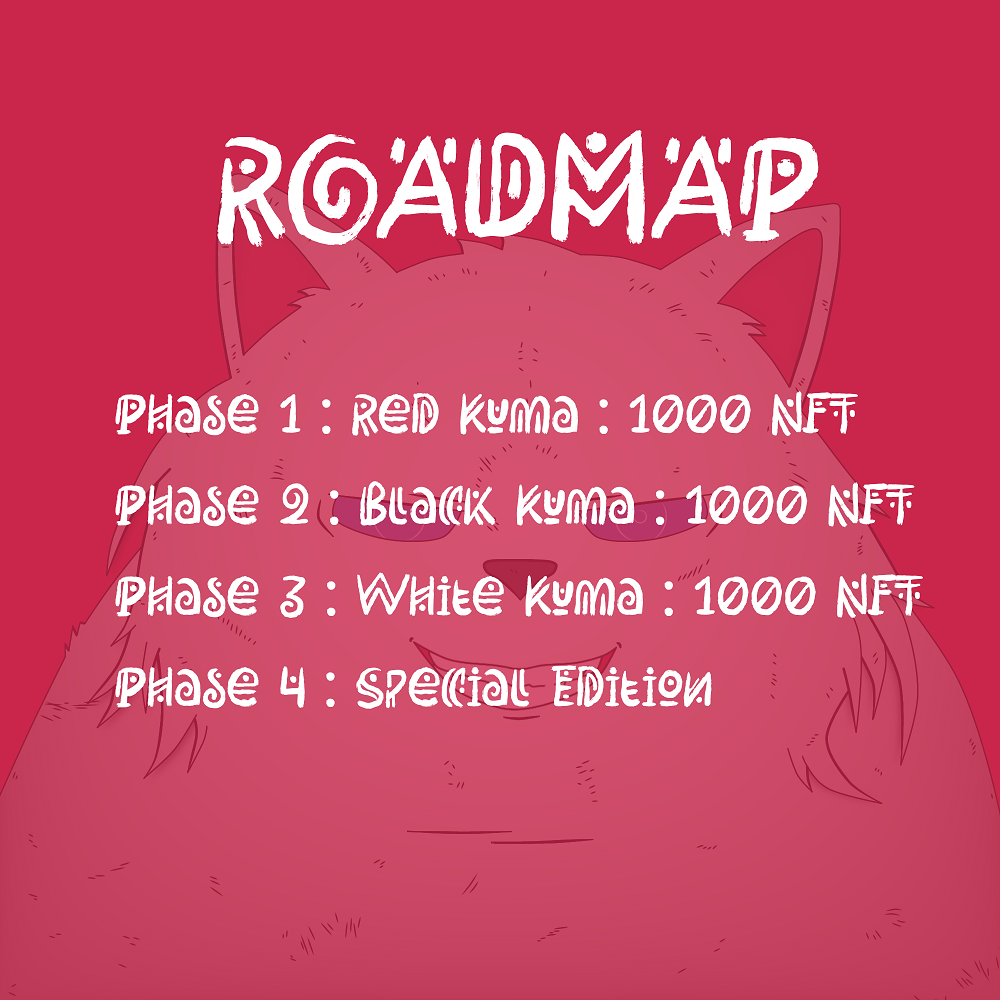 ROADMAP
Phase 1 : Red Kuma : 1000 NFT
Phase 2 : Black Kuma : 1000 NFT
Phase 3 : White Kuma : 1000 NFT
Phase 4 : Special Edition